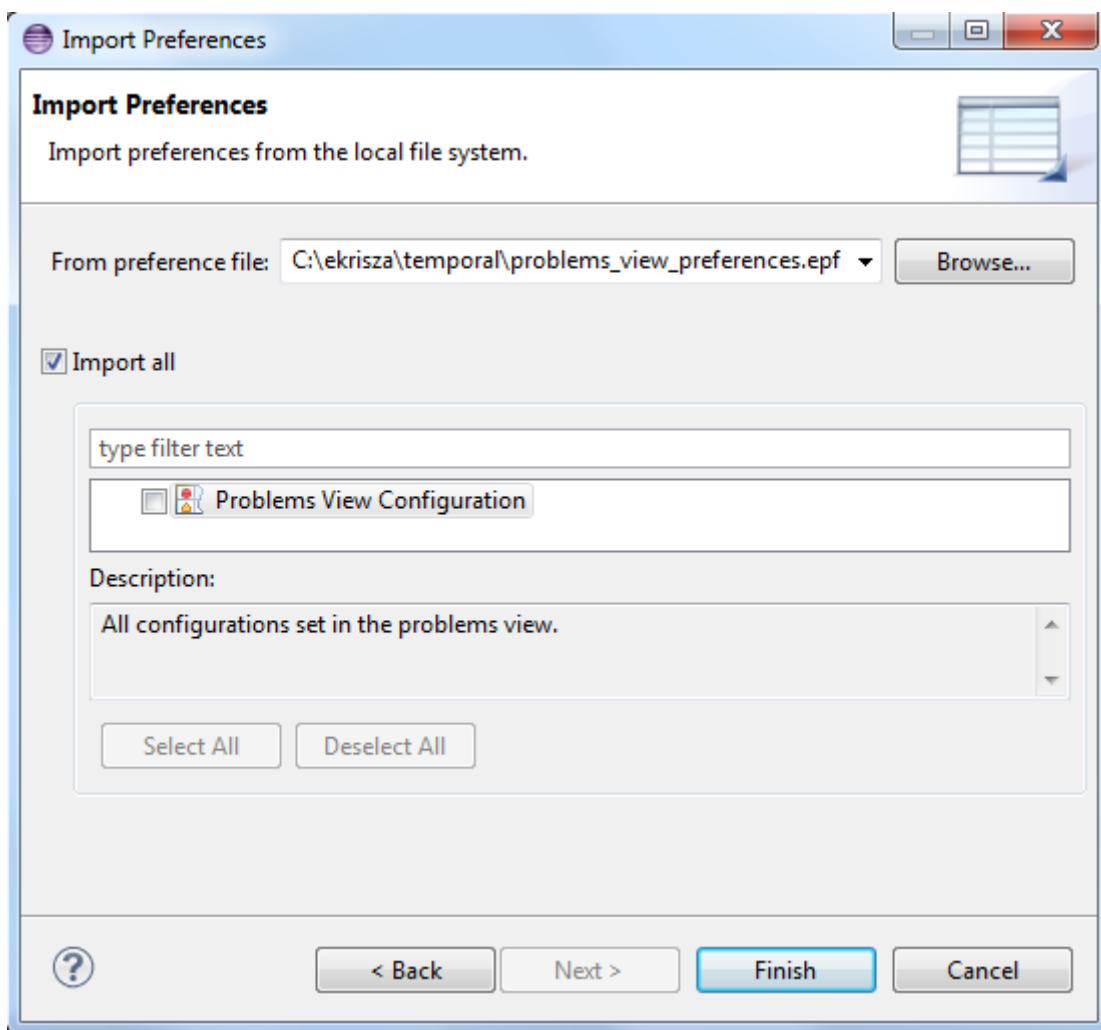 Import Preferences
Import Preferences
Import preferences from the local file system.
From preference file: C:\ekrisza\temporal\problems_view_preferences.epf Browse...
Import all
type filter text
Problems View Configuration
Description:
All configurations set in the problems view.
Select All Deselect All
? < Back Next > Finish Cancel